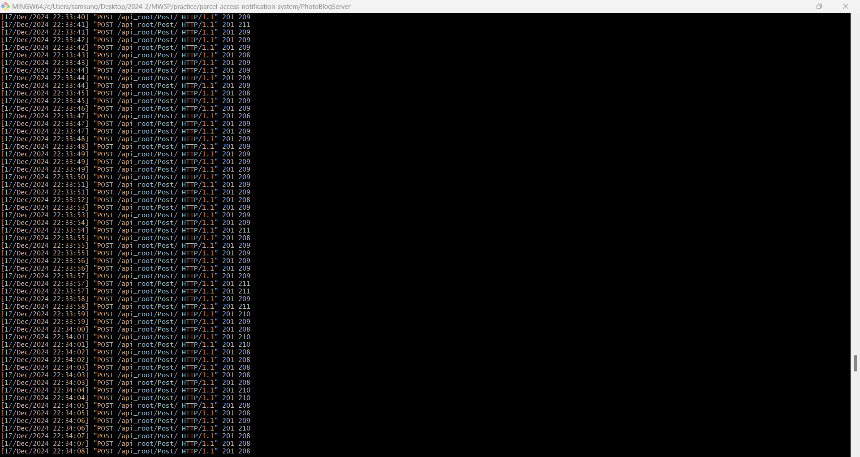 MINGW64:/c/Users/samsung/Desktop/2024-2/MWSP/practice/parcel_access_notification_system/PhotoBlogServer
[17/Dec/2024 22:33:40] "POST /api_root/Post/ HTTP/1.1" 201 209
[17/Dec/2024 22:33:41] "POST /api_root/Post/ HTTP/1.1" 201 211
[17/Dec/2024 22:33:41] "POST /api_root/Post/ HTTP/1.1" 201 209
[17/Dec/2024 22:33:42] "POST /api_root/Post/ HTTP/1.1" 201 209
[17/Dec/2024 22:33:42] "POST /api_root/Post/ HTTP/1.1" 201 209
[17/Dec/2024 22:33:43] "POST /api_root/Post/ HTTP/1.1" 201 208
[17/Dec/2024 22:33:43] "POST /api_root/Post/ HTTP/1.1" 201 209
[17/Dec/2024 22:33:44] "POST /api_root/Post/ HTTP/1.1" 201 209
[17/Dec/2024 22:33:44] "POST /api_root/Post/ HTTP/1.1" 201 209
[17/Dec/2024 22:33:44] "POST /api_root/Post/ HTTP/1.1" 201 209
[17/Dec/2024 22:33:45] "POST /api_root/Post/ HTTP/1.1" 201 208
[17/Dec/2024 22:33:45] "POST /api_root/Post/ HTTP/1.1" 201 209
[17/Dec/2024 22:33:46] "POST /api_root/Post/ HTTP/1.1" 201 209
[17/Dec/2024 22:33:47] "POST /api_root/Post/ HTTP/1.1" 201 206
[17/Dec/2024 22:33:47] "POST /api_root/Post/ HTTP/1.1" 201 209
[17/Dec/2024 22:33:47] "POST /api_root/Post/ HTTP/1.1" 201 209
[17/Dec/2024 22:33:48] "POST /api_root/Post/ HTTP/1.1" 201 209
[17/Dec/2024 22:33:48] "POST /api_root/Post/ HTTP/1.1" 201 209
[17/Dec/2024 22:33:49] "POST /api_root/Post/ HTTP/1.1" 201 209
[17/Dec/2024 22:33:49] "POST /api_root/Post/ HTTP/1.1" 201 209
[17/Dec/2024 22:33:49] "POST /api_root/Post/ HTTP/1.1" 201 209
[17/Dec/2024 22:33:50] "POST /api_root/Post/ HTTP/1.1" 201 209
[17/Dec/2024 22:33:51] "POST /api_root/Post/ HTTP/1.1" 201 209
[17/Dec/2024 22:33:51] "POST /api_root/Post/ HTTP/1.1" 201 209
[17/Dec/2024 22:33:52] "POST /api_root/Post/ HTTP/1.1" 201 208
[17/Dec/2024 22:33:53] "POST /api_root/Post/ HTTP/1.1" 201 209
[17/Dec/2024 22:33:53] "POST /api_root/Post/ HTTP/1.1" 201 209
[17/Dec/2024 22:33:54] "POST /api_root/Post/ HTTP/1.1" 201 209
[17/Dec/2024 22:33:54] "POST /api_root/Post/ HTTP/1.1" 201 211
[17/Dec/2024 22:33:55] "POST /api_root/Post/ HTTP/1.1" 201 208
[17/Dec/2024 22:33:55] "POST /api_root/Post/ HTTP/1.1" 201 209
[17/Dec/2024 22:33:55] "POST /api_root/Post/ HTTP/1.1" 201 209
[17/Dec/2024 22:33:56] "POST /api_root/Post/ HTTP/1.1" 201 209
[17/Dec/2024 22:33:56] "POST /api_root/Post/ HTTP/1.1" 201 209
[17/Dec/2024 22:33:57] "POST /api_root/Post/ HTTP/1.1" 201 209
[17/Dec/2024 22:33:57] "POST /api_root/Post/ HTTP/1.1" 201 211
[17/Dec/2024 22:33:57] "POST /api_root/Post/ HTTP/1.1" 201 211
[17/Dec/2024 22:33:58] "POST /api_root/Post/ HTTP/1.1" 201 209
[17/Dec/2024 22:33:58] "POST /api_root/Post/ HTTP/1.1" 201 211
[17/Dec/2024 22:33:59] "POST /api_root/Post/ HTTP/1.1" 201 210
[17/Dec/2024 22:33:59] "POST /api_root/Post/ HTTP/1.1" 201 209
[17/Dec/2024 22:34:00] "POST /api_root/Post/ HTTP/1.1" 201 208
[17/Dec/2024 22:34:01] "POST /api_root/Post/ HTTP/1.1" 201 210
[17/Dec/2024 22:34:01] "POST /api_root/Post/ HTTP/1.1" 201 210
[17/Dec/2024 22:34:02] "POST /api_root/Post/ HTTP/1.1" 201 208
[17/Dec/2024 22:34:02] "POST /api_root/Post/ HTTP/1.1" 201 208
[17/Dec/2024 22:34:03] "POST /api_root/Post/ HTTP/1.1" 201 208
[17/Dec/2024 22:34:03] "POST /api_root/Post/ HTTP/1.1" 201 208
[17/Dec/2024 22:34:03] "POST /api_root/Post/ HTTP/1.1" 201 208
[17/Dec/2024 22:34:04] "POST /api_root/Post/ HTTP/1.1" 201 210
[17/Dec/2024 22:34:04] "POST /api_root/Post/ HTTP/1.1" 201 210
[17/Dec/2024 22:34:05] "POST /api_root/Post/ HTTP/1.1" 201 208
[17/Dec/2024 22:34:05] "POST /api_root/Post/ HTTP/1.1" 201 208
[17/Dec/2024 22:34:06] "POST /api_root/Post/ HTTP/1.1" 201 209
[17/Dec/2024 22:34:06] "POST /api_root/Post/ HTTP/1.1" 201 210
[17/Dec/2024 22:34:07] "POST /api_root/Post/ HTTP/1.1" 201 208
[17/Dec/2024 22:34:07] "POST /api_root/Post/ HTTP/1.1" 201 208
[17/Dec/2024 22:34:08] "POST /api_root/Post/ HTTP/1.1" 201 208